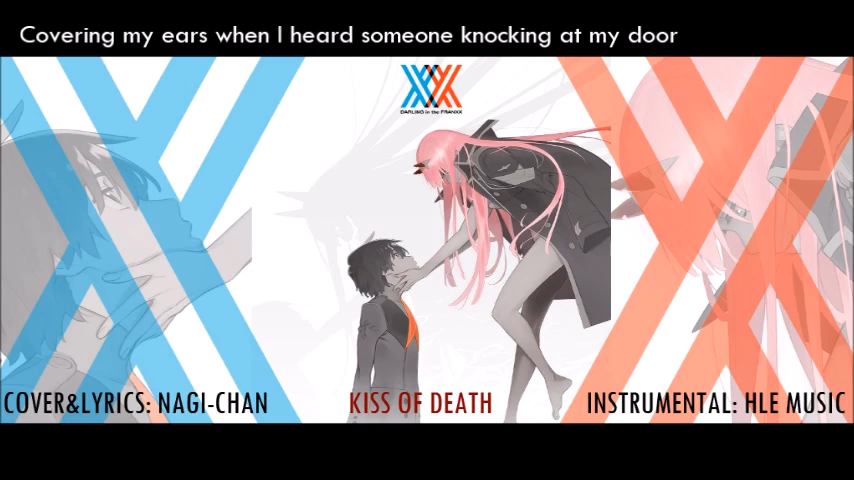 Covering my ears when I heard someone knocking at my door
DARLING in the FRANXX
COVER&LYRICS: NAGI-CHAN
KISS OF DEATH
INSTRUMENTAL: HLE MUSIC